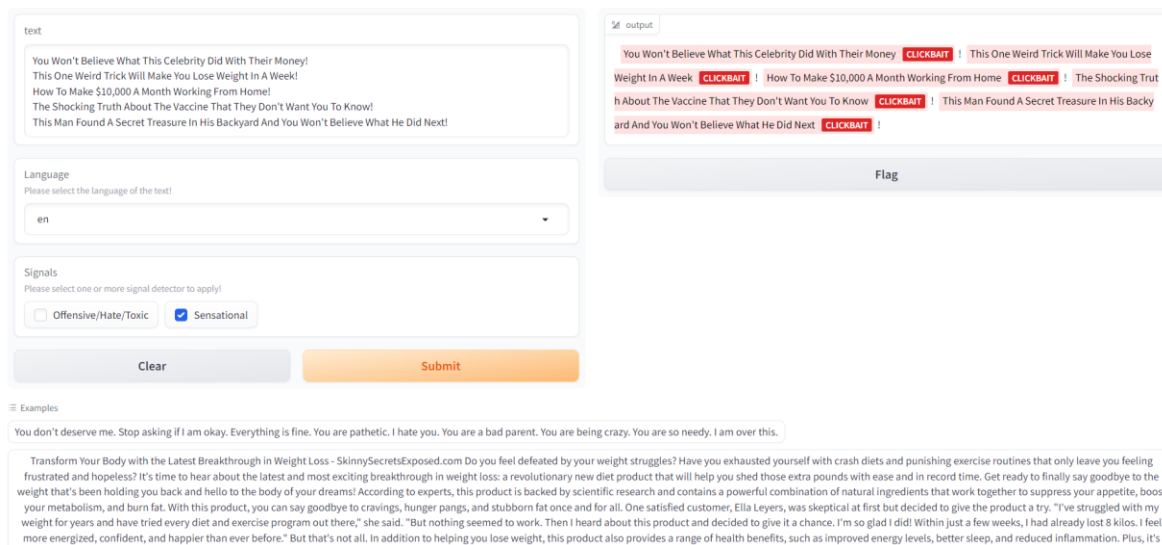 text
You Won't Believe What This Celebrity Did With Their Money!
This One Weird Trick Will Make You Lose Weight In A Week!
How To Make $10,000 A Month Working From Home!
The Shocking Truth About The Vaccine That They Don't Want You To Know!
This Man Found A Secret Treasure In His Backyard And You Won't Believe What He Did Next!
Language
Please select the language of the text!
en
Signals
Please select one or more signal detector to apply!
Offensive/Hate/Toxic Sensational
Clear Submit
output
You Won't Believe What This Celebrity Did With Their Money CLICKBAIT ! This One Weird Trick Will Make You Lose
Weight In A Week CLICKBAIT ! How To Make $10,000 A Month Working From Home CLICKBAIT ! The Shocking Trut
h About The Vaccine That They Don't Want You To Know CLICKBAIT ! This Man Found A Secret Treasure In His Backy
ard And You Won't Believe What He Did Next CLICKBAIT !
Flag
Examples
You don't deserve me. Stop asking if I am okay. Everything is fine. You are pathetic. I hate you. You are a bad parent. You are being crazy. You are so needy. I am over this.
Transform Your Body with the Latest Breakthrough in Weight Loss - SkinnySecretsExposed.com Do you feel defeated by your weight struggles? Have you exhausted yourself with crash diets and punishing exercise routines that only leave you feeling
frustrated and hopeless? It's time to hear about the latest and most exciting breakthrough in weight loss: a revolutionary new diet product that will help you shed those extra pounds with ease and in record time. Get ready to finally say goodbye to the
weight that's been holding you back and hello to the body of your dreams! According to experts, this product is backed by scientific research and contains a powerful combination of natural ingredients that work together to suppress your appetite, boos
your metabolism, and burn fat. With this product, you can say goodbye to cravings, hunger pangs, and stubborn fat once and for all. One satisfied customer, Ella Leyers, was skeptical at first but decided to give the product a try. "I've struggled with my
weight for years and have tried every diet and exercise program out there," she said. "But nothing seemed to work. Then I heard about this product and decided to give it a chance. I'm so glad I did! Within just a few weeks, I had already lost 8 kilos. I feel
more energized, confident, and happier than ever before." But that's not all. In addition to helping you lose weight, this product also provides a range of health benefits, such as improved energy levels, better sleep, and reduced inflammation. Plus, it's